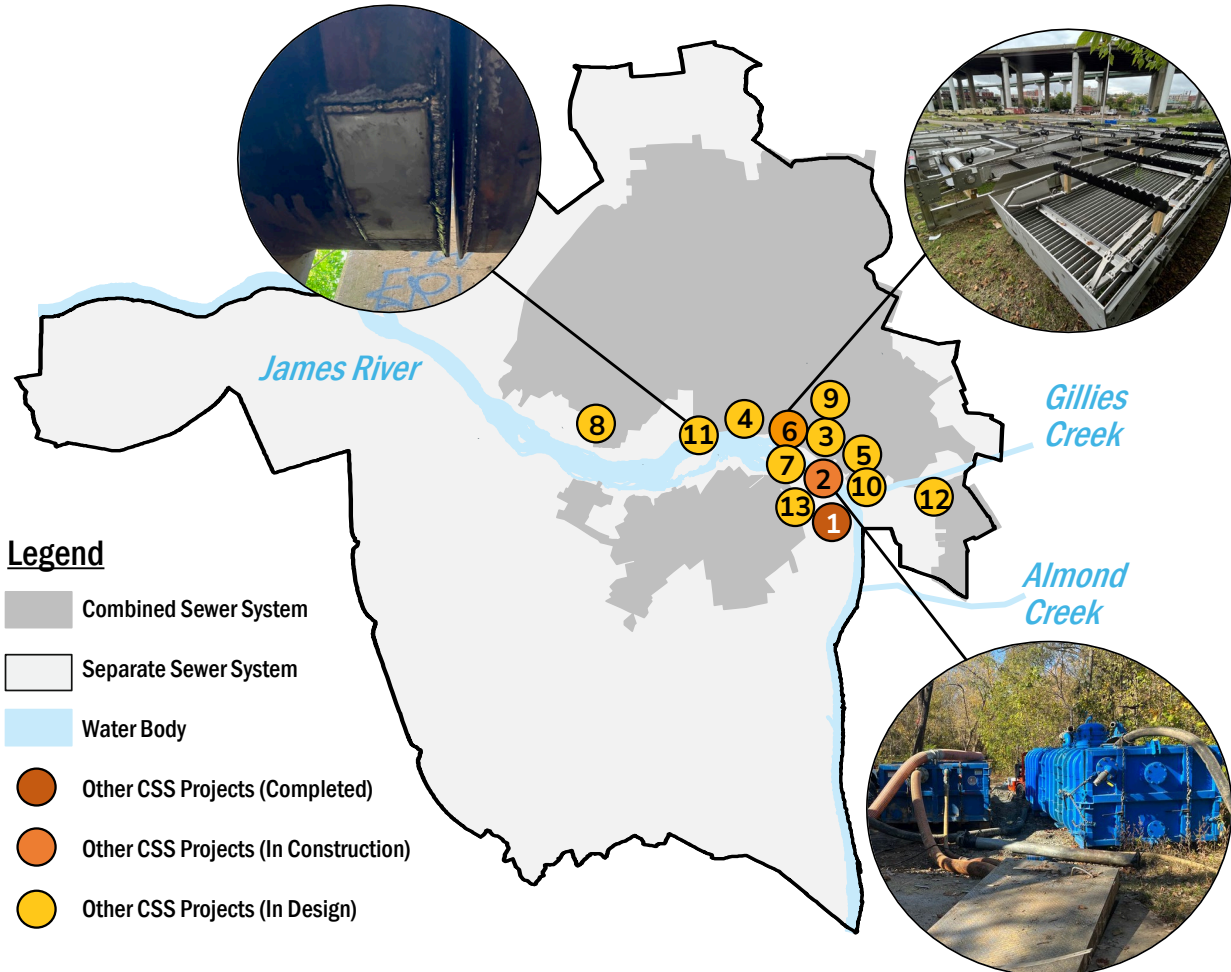 James River
Gillies
Creek
9
4
6
3
8
11
5
7
2
10
12
13
1
Almond
Creek
Legend
Combined Sewer System
Separate Sewer System
Water Body
Other CSS Projects (Completed)
Other CSS Projects (In Construction)
Other CSS Projects (In Design)